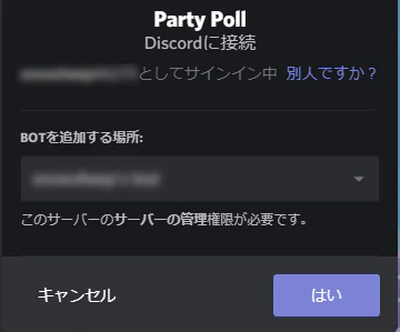 Party Poll
Discordに接続
としてサインイン中 別人ですか？
BOTを追加する場所:
このサーバーのサーバーの管理権限が必要です。
キャンセル
はい